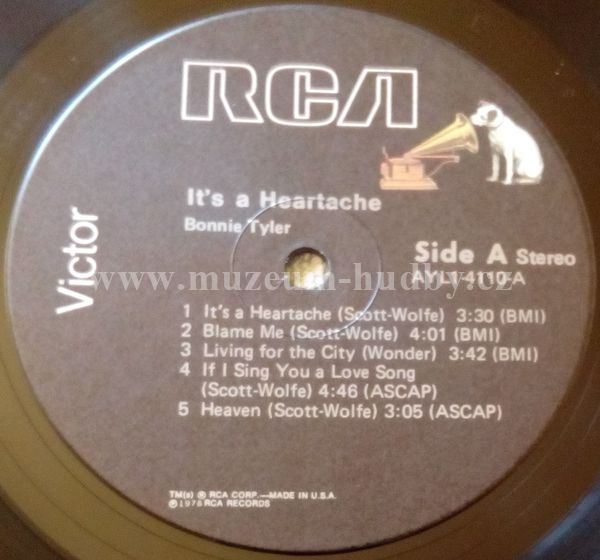 RCA
Victor
It's a Heartache
Bonnie Tyler
Side A Stereo
AYL1-4110-A
www.muzeum-hudby.cz
1 It's a Heartache (Scott-Wolfe) 3:30 (BMI)
2 Blame Me (Scott-Wolfe) 4:01 (BMI)
3 Living for the City (Wonder) 3:42 (BMI)
4 If I Sing You a Love Song
(Scott-Wolfe) 4:46 (ASCAP)
5 Heaven (Scott-Wolfe) 3:05 (ASCAP)
TM(s) ® RCA CORP.—MADE IN U.S.A.
℗1978 RCA RECORDS